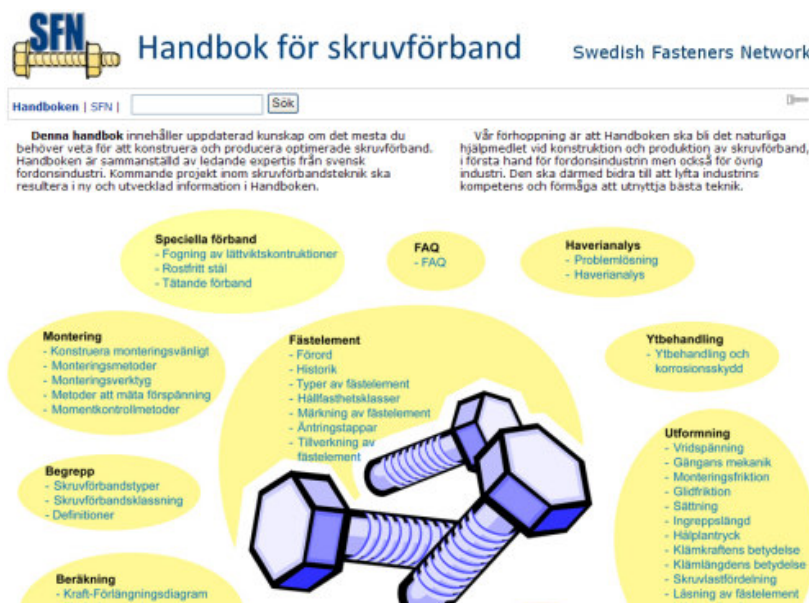 SFN
Handbok för skruvförband
Swedish Fasteners Network
Handboken | SFN |
Sök
Denna handbok innehåller uppdaterad kunskap om det mesta du
behöver veta för att konstruera och producera optimerade skruvförband.
Handboken är sammanställd av ledande expertis från svensk
fordonsindustri. Kommande projekt inom skruvförbandsteknik ska
resultera i ny och utvecklad information i Handboken.
Vår förhoppning är att Handboken ska bli det naturliga
hjälpmedlet vid konstruktion och produktion av skruvförband,
i första hand för fordonsindustrin men också för övrig
industri. Den ska därmed bidra till att lyfta industrins
kompetens och förmåga att utnyttja bästa teknik.
Speciella förband
- Fogning av lättviktskontruktioner
- Rostfritt stål
- Tätande förband
FAQ
- FAQ
Haverianalys
- Problemlösning
- Haverianalys
Montering
- Konstruera monteringsvänligt
- Monteringsmetoder
- Monteringsverktyg
- Metoder att mäta förspänning
- Momentkontrollmetoder
Fästelement
- Förord
- Historik
- Typer av fästelement
- Hållfasthetsklasser
- Märkning av fästelement
- Äntringstappar
- Tillverkning av
fästelement
Ytbehandling
- Ytbehandling och
korrosionsskydd
Begrepp
- Skruvförbandstyper
- Skruvförbandsklassning
- Definitioner
Utformning
- Vridspänning
- Gängans mekanik
- Monteringsfriktion
- Glidfriktion
- Sättning
- Ingreppslängd
- Hålplantryck
- Klämkraftens betydelse
- Klämlängdens betydelse
- Skruvlastfördelning
- Låsning av fästelement
Beräkning
- Kraft-Förlängningsdiagram